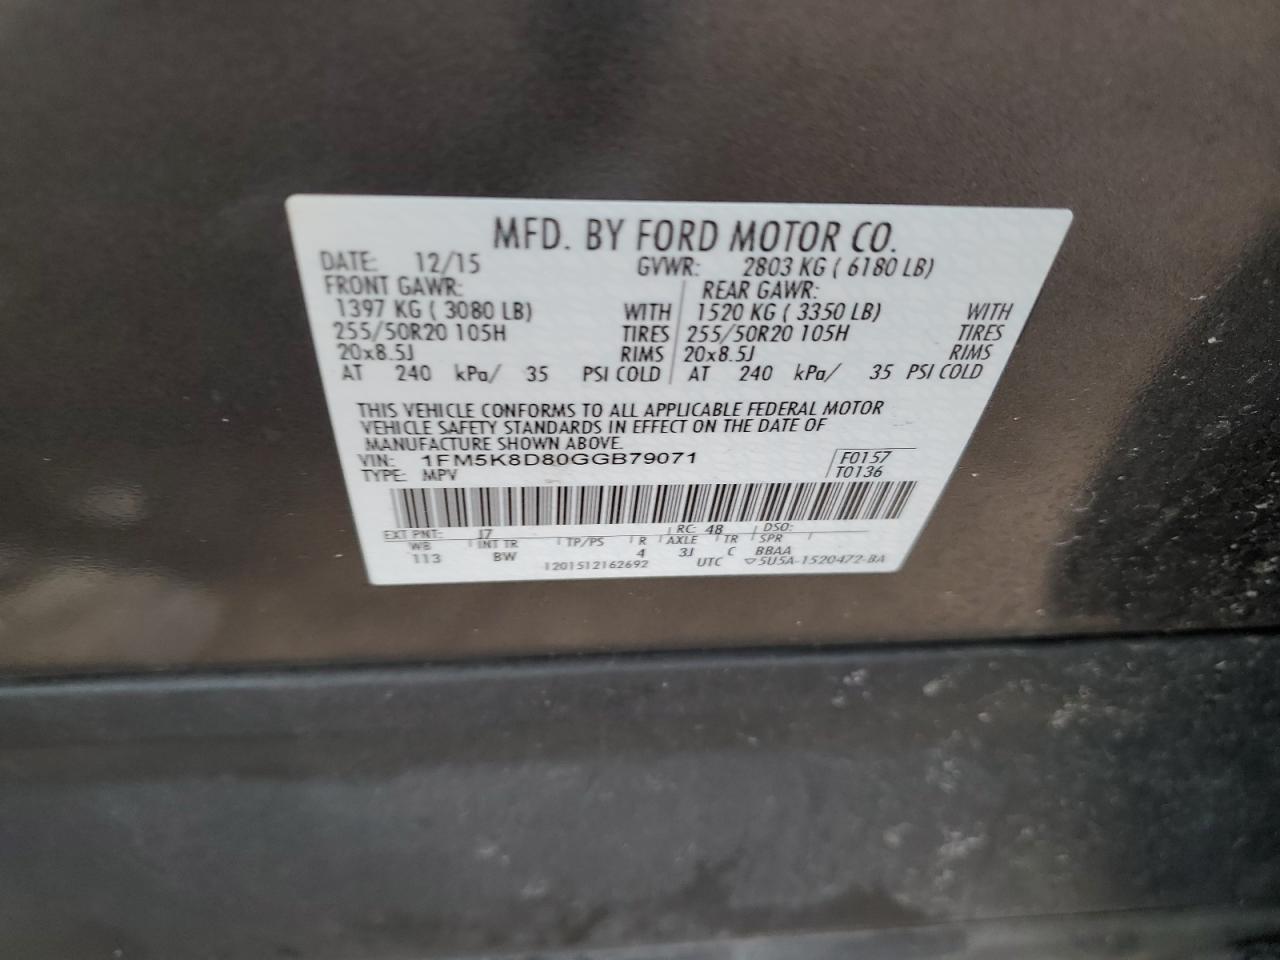 MFD. BY FORD MOTOR CO.
DATE: 12/15 GVWR: 2803 KG ( 6180 LB)
FRONT GAWR: REAR GAWR:
1397 KG ( 3080 LB) WITH 1520 KG ( 3350 LB) WITH
255/50R20 105H TIRES 255/50R20 105H TIRES
20x8.5J RIMS 20x8.5J RIMS
AT 240 kPa/ 35 PSI COLD AT 240 kPa/ 35 PSI COLD
THIS VEHICLE CONFORMS TO ALL APPLICABLE FEDERAL MOTOR
VEHICLE SAFETY STANDARDS IN EFFECT ON THE DATE OF
MANUFACTURE SHOWN ABOVE.
VIN: 1FM5K8D80GGB79071 F0157
TYPE: MPV T0136
EXT PNT: J7 RC: 48 DSO:
WB INT TR TP/PS R AXLE TR SPR
113 BW 4 3J C BBAA
1201512162692 UTC ▽5U5A-1520472-BA